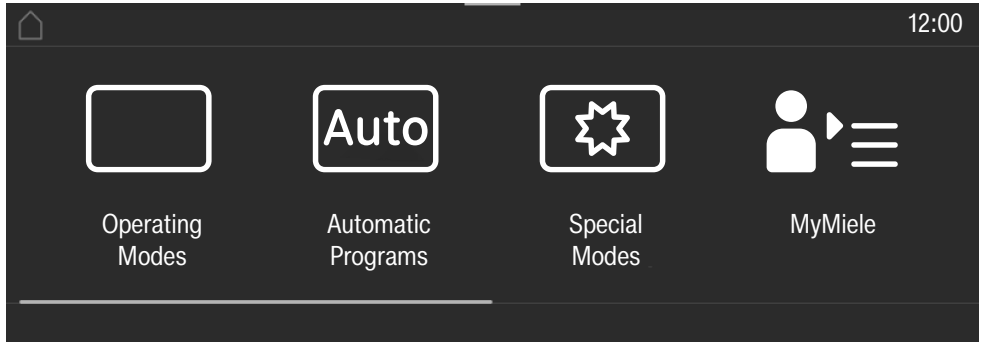 12:00
Auto
Operating
Modes
Automatic
Programs
Special
Modes
MyMiele